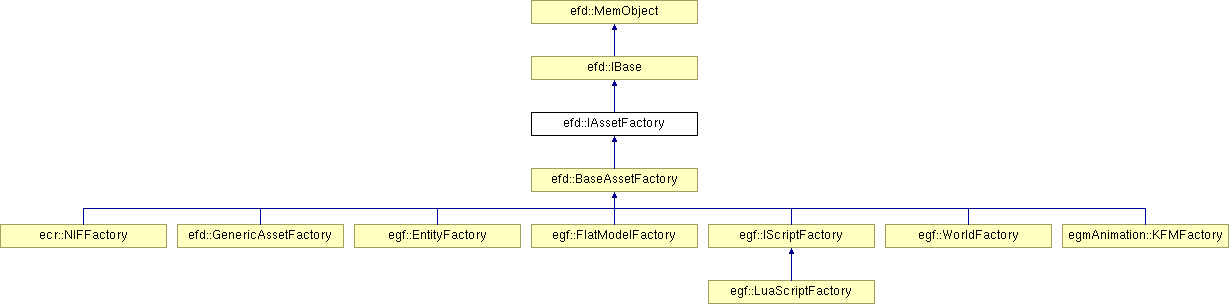 efd::MemObject
efd::IBase
efd::IAssetFactory
efd::BaseAssetFactory
ecr::NIFFactory
efd::GenericAssetFactory
egf::EntityFactory
egf::FlatModelFactory
egf::IScriptFactory
egf::WorldFactory
egmAnimation::KFMFactory
egf::LuaScriptFactory